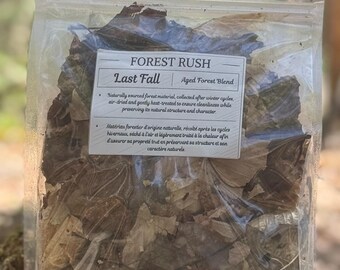 FOREST RUSH
Last Fall Aged Forest Blend
• Naturally sourced forest material, collected after winter cycles,
air-dried and gently heat-treated to ensure cleanliness while
preserving its natural structure and character
• Matériau forestier d'origine naturelle, récolté après les cycles
hivernaux, séché à l'air et légèrement traité à la chaleur afin
d'assurer sa propreté tout en préservant sa structure et son
caractère naturels.